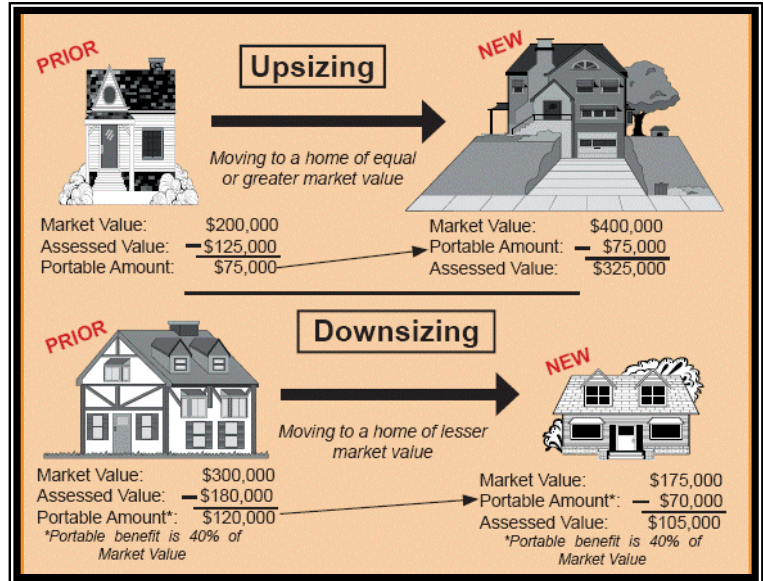 PRIOR
Upsizing
NEW
Moving to a home of equal
or greater market value
Market Value: $200,000
Assessed Value: – $125,000
Portable Amount: $75,000
Market Value: $400,000
Portable Amount: – $75,000
Assessed Value: $325,000
PRIOR
Downsizing
NEW
Moving to a home of lesser
market value
Market Value: $300,000
Assessed Value: – $180,000
Portable Amount*: $120,000
*Portable benefit is 40% of
Market Value
Market Value: $175,000
Portable Amount*: – $70,000
Assessed Value: $105,000
*Portable benefit is 40% of
Market Value